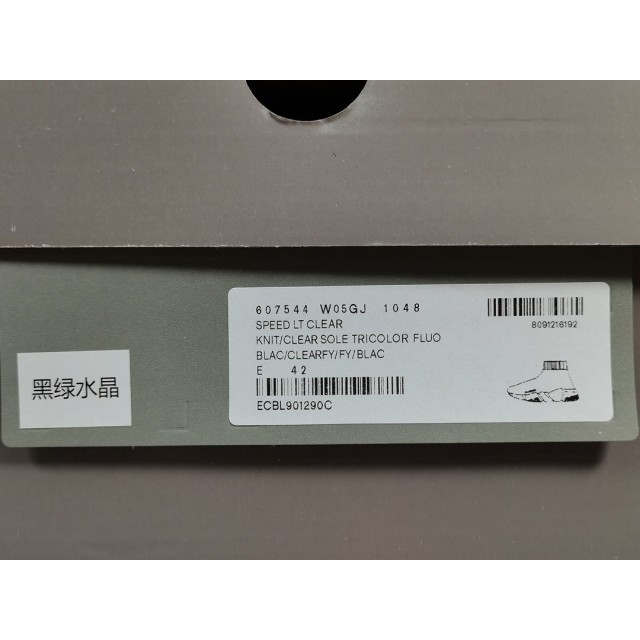 607544 W05GJ 1048
SPEED LT CLEAR
KNIT/CLEAR SOLE TRICOLOR FLUO
BLAC/CLEARFY/FY/BLAC
E 42
ECBL901290C
8091216192
黑绿水晶